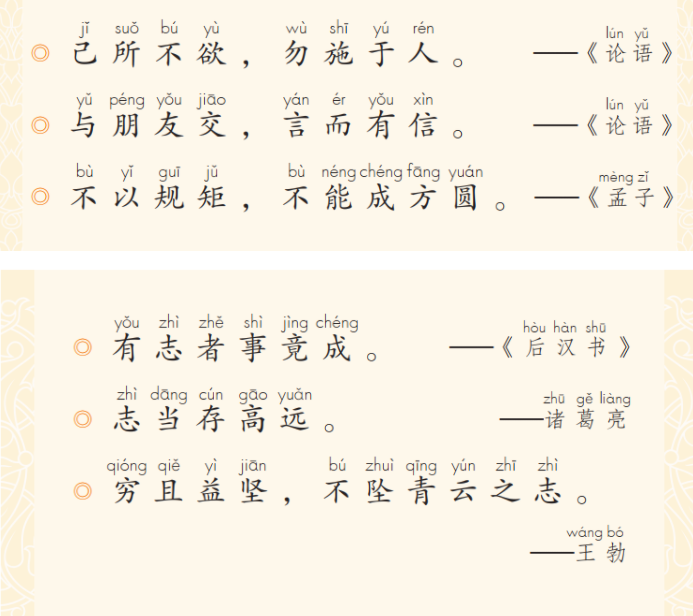 jǐ suǒ bú yù wù shī yú rén lún yǔ
◎ 己所不欲，勿施于人。 ——《论语》
yǔ péng yǒu jiāo yán ér yǒu xìn lún yǔ
◎ 与朋友交，言而有信。 ——《论语》
bù yǐ guī jǔ bù néng chéng fāng yuán mèng zǐ
◎ 不以规矩，不能成方圆。 ——《孟子》
yǒu zhì zhě shì jìng chéng hòu hàn shū
◎ 有志者事竟成。 ——《后汉书》
zhì dāng cún gāo yuǎn zhū gě liàng
◎ 志当存高远。 ——诸葛亮
qióng qiě yì jiān bú zhuì qīng yún zhī zhì
◎ 穷且益坚，不坠青云之志。
wáng bó
——王勃